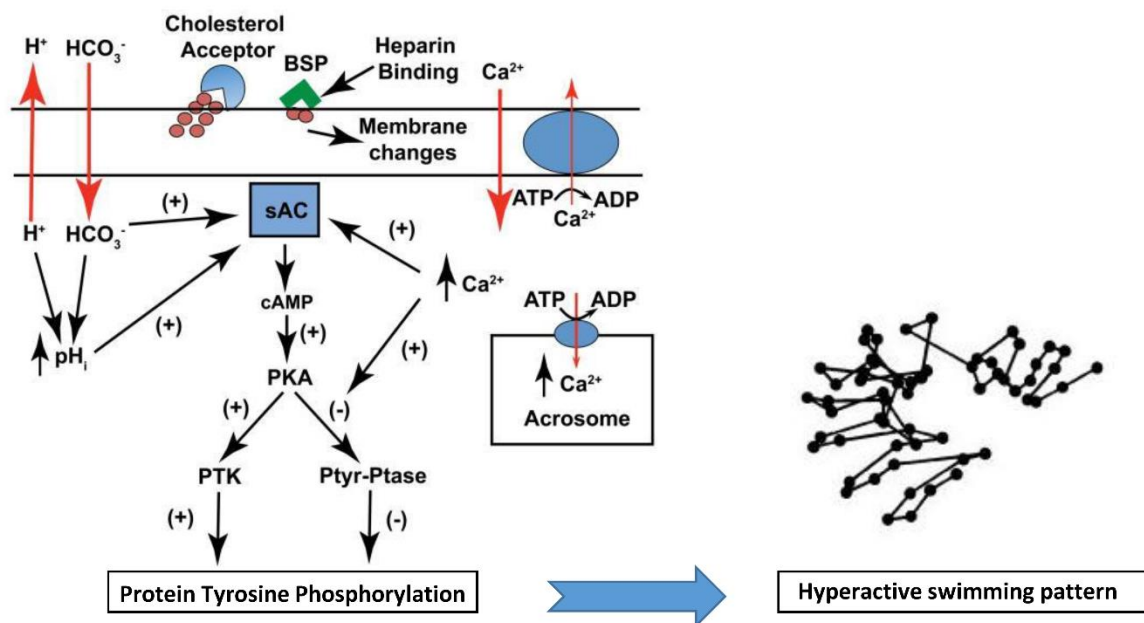 Cholesterol
Acceptor
H⁺ HCO₃⁻
BSP
Heparin
Binding
Ca²⁺
Membrane
changes
ATP ADP
Ca²⁺
(+)
sAC
H⁺ HCO₃⁻
(+)
Ca²⁺
cAMP
ATP ADP
(+)
(+)
(+)
pHᵢ
Ca²⁺
PKA
Acrosome
(+)
(-)
PTK
Ptyr-Ptase
(+)
(-)
Protein Tyrosine Phosphorylation
Hyperactive swimming pattern